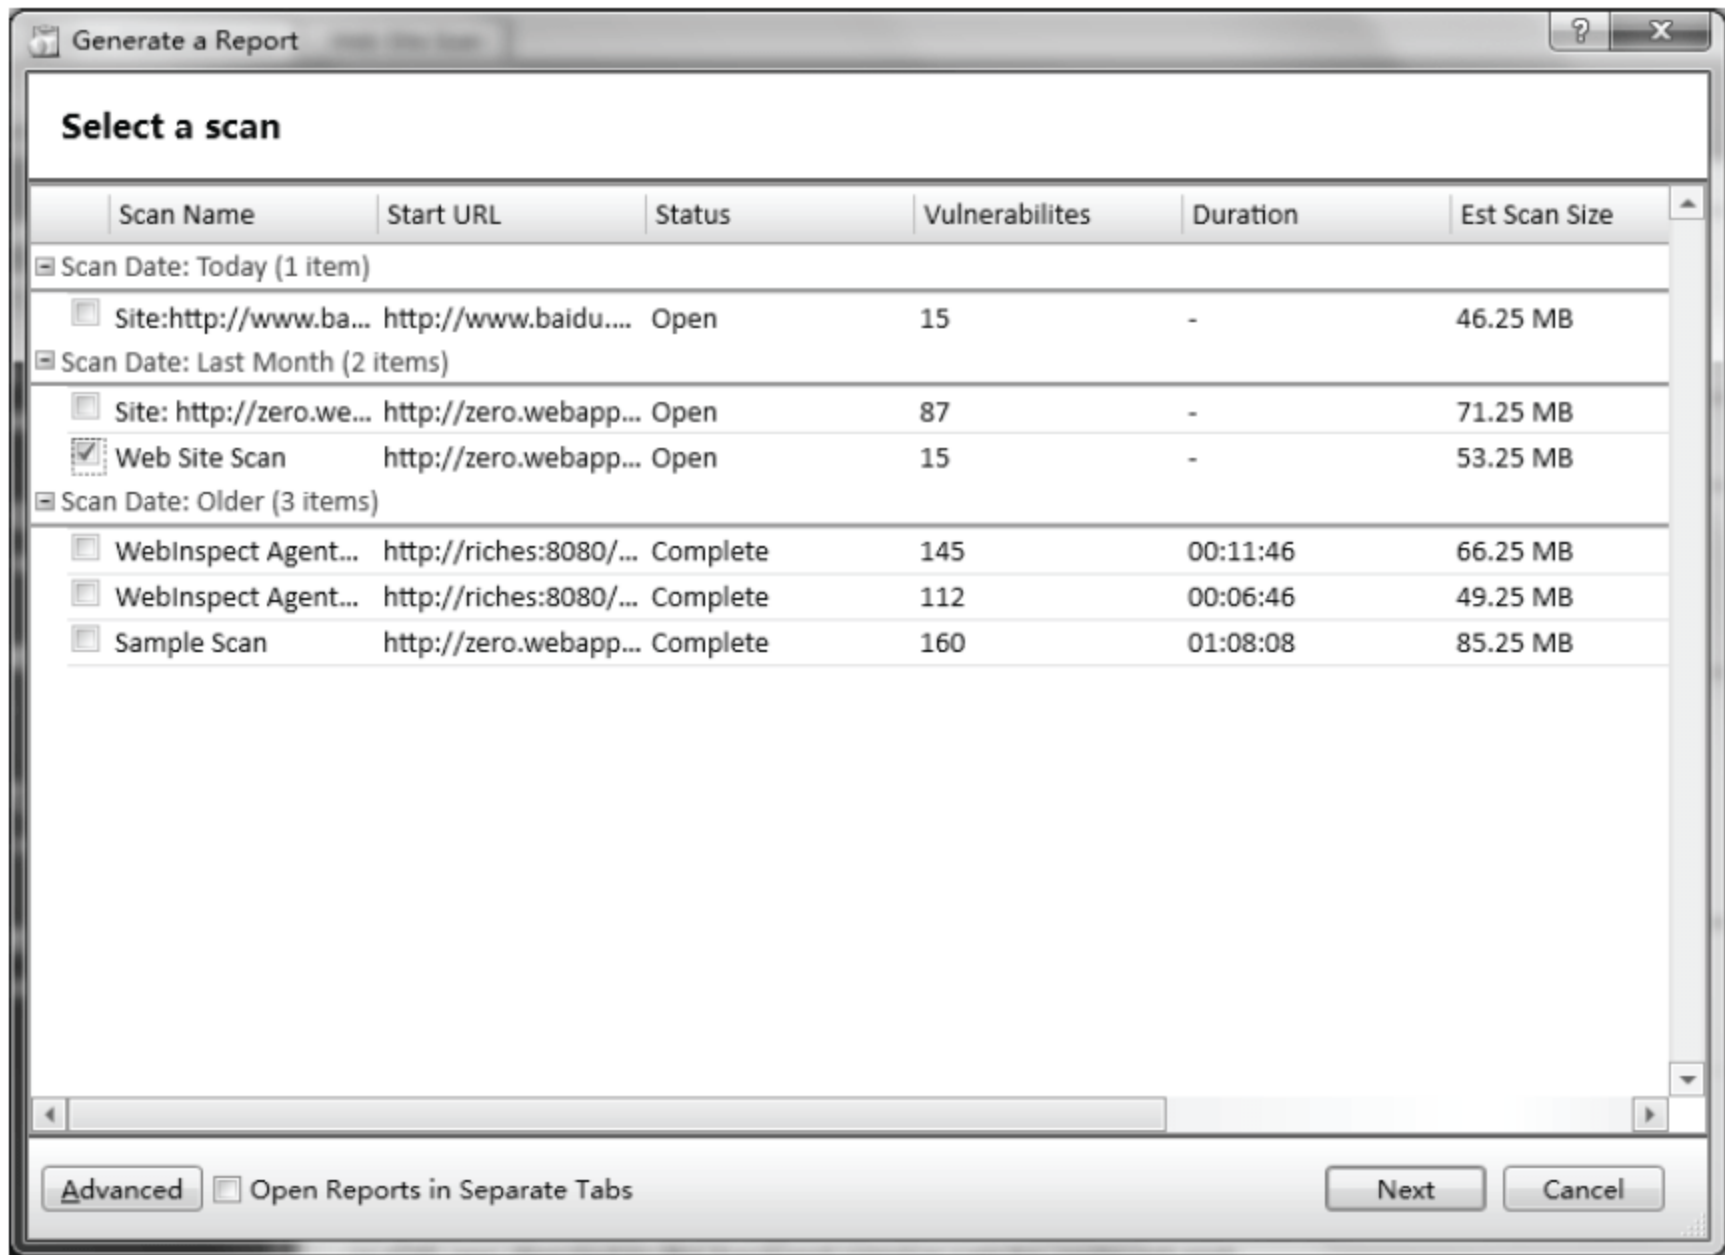 Generate a Report
? X
Select a scan
Scan Name Start URL Status Vulnerabilites Duration Est Scan Size
Scan Date: Today (1 item)
Site:http://www.ba... http://www.baidu.... Open 15 - 46.25 MB
Scan Date: Last Month (2 items)
Site: http://zero.we... http://zero.webapp... Open 87 - 71.25 MB
Web Site Scan http://zero.webapp... Open 15 - 53.25 MB
Scan Date: Older (3 items)
WebInspect Agent... http://riches:8080/... Complete 145 00:11:46 66.25 MB
WebInspect Agent... http://riches:8080/... Complete 112 00:06:46 49.25 MB
Sample Scan http://zero.webapp... Complete 160 01:08:08 85.25 MB
Advanced Open Reports in Separate Tabs Next Cancel